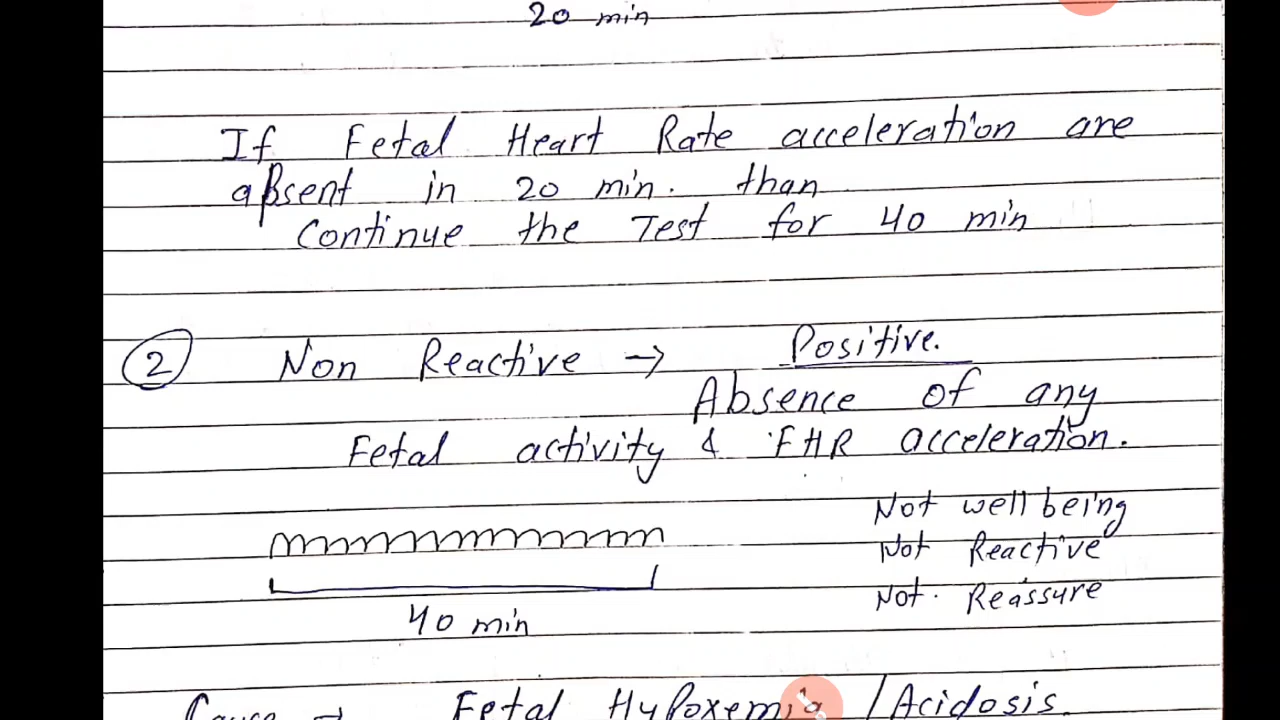 20 min
If Fetal Heart Rate acceleration are
absent in 20 min. than
Continue the Test for 40 min
2 Non Reactive → Positive.
Absence of any
Fetal activity & FHR acceleration.
Not well being
Not Reactive
Not. Reassure
40 min
Cause → Fetal Hypoxemia / Acidosis.